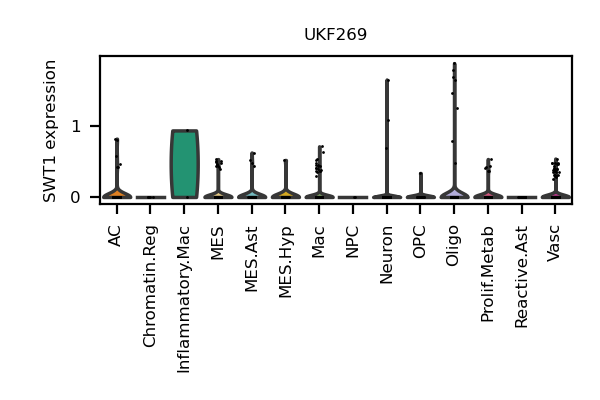 UKF269
SWT1 expression
1
0
AC
Chromatin.Reg
Inflammatory.Mac
MES
MES.Ast
MES.Hyp
Mac
NPC
Neuron
OPC
Oligo
Prolif.Metab
Reactive.Ast
Vasc